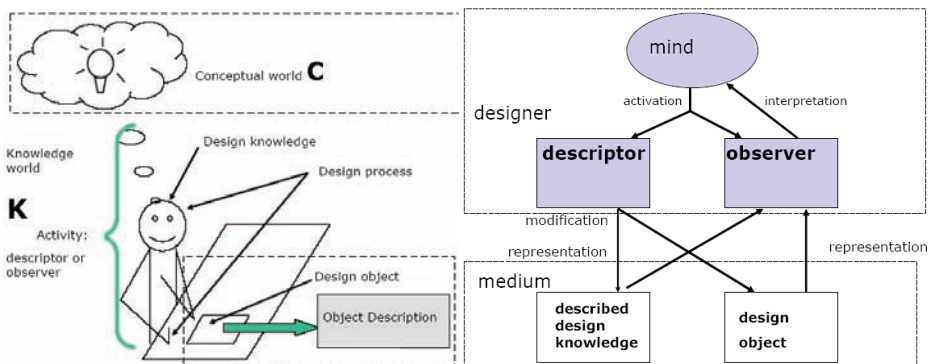 Conceptual world C
Design knowledge
Knowledge
world
Design process
K
Activity:
descriptor or
observer
Design object
Object Description
mind
activation
interpretation
designer
descriptor
observer
modification
representation
representation
medium
described
design
knowledge
design
object